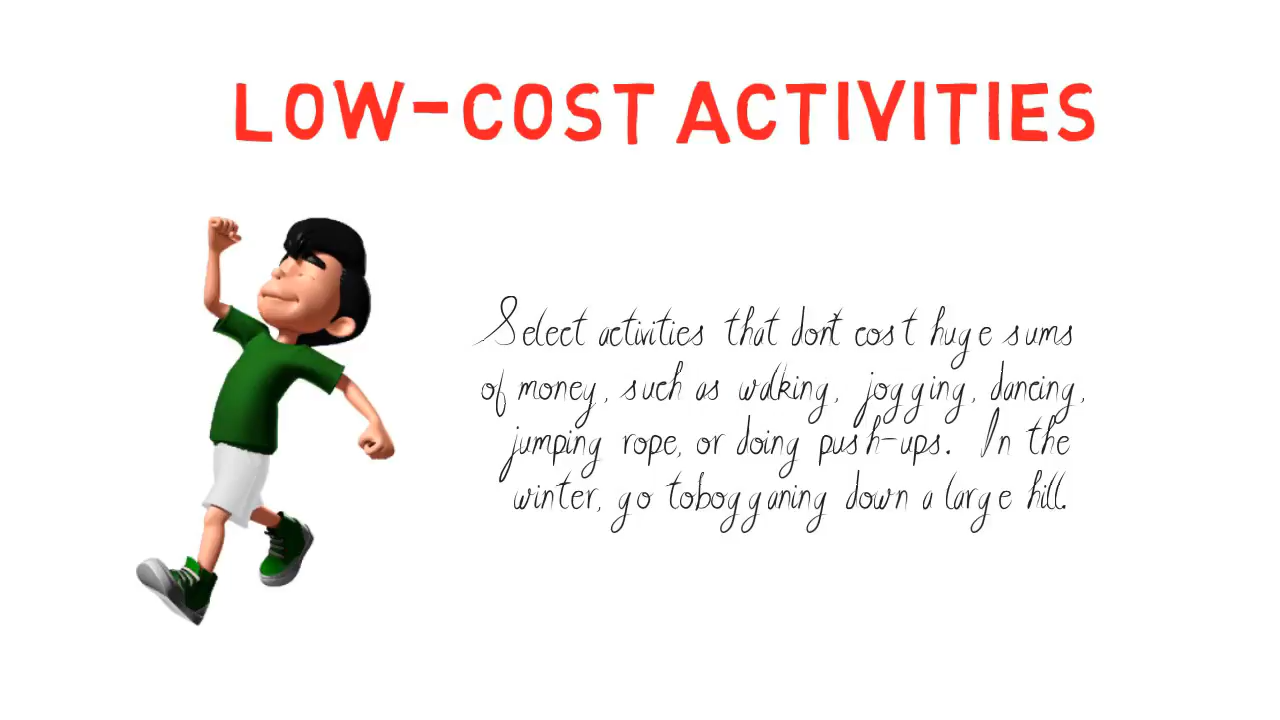 LOW-COST ACTIVITIES
Select activities that don't cost huge sums
of money, such as walking, jogging, dancing,
jumping rope, or doing push-ups. In the
winter, go tobogganing down a large hill.